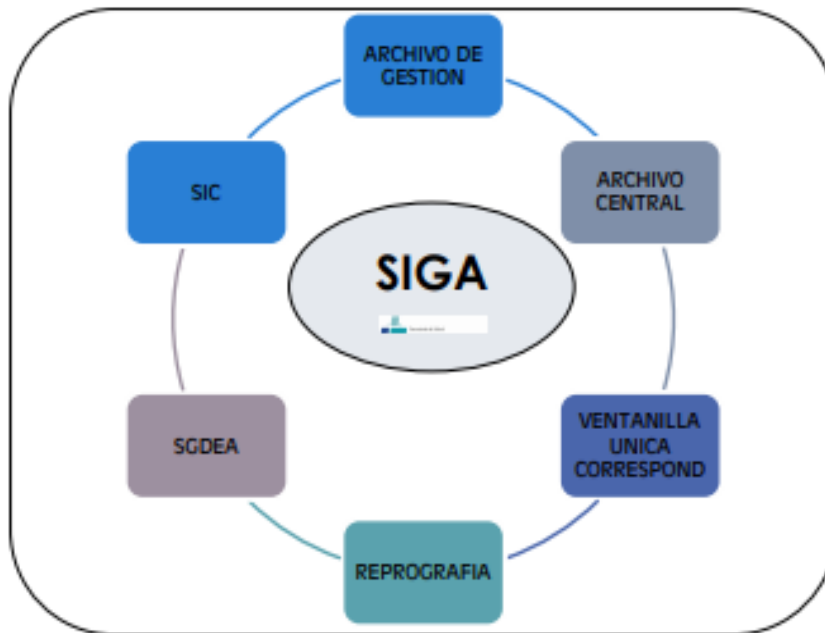 ARCHIVO DE
GESTION
SIC
ARCHIVO
CENTRAL
SIGA
SGDEA
VENTANILLA
UNICA
CORRESPOND
REPROGRAFIA